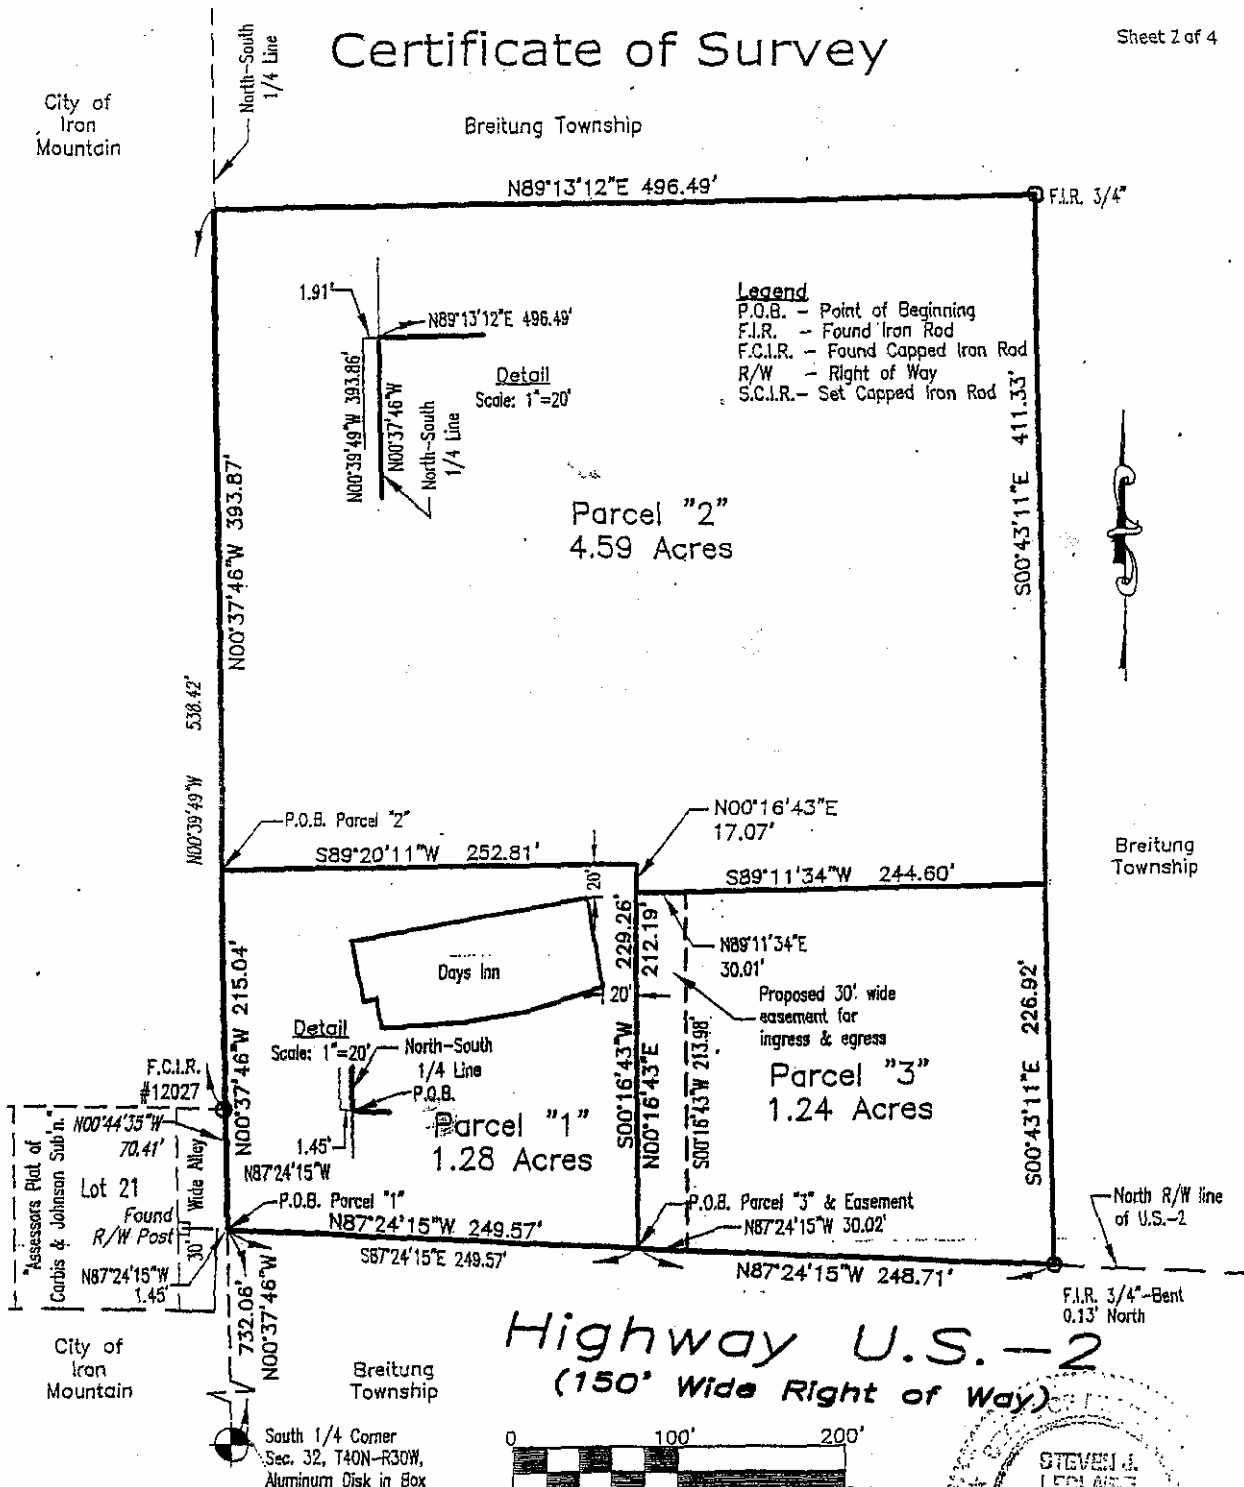 Certificate of Survey
Sheet 2 of 4
North-South
1/4 Line
City of
Iron
Mountain
Breitung Township
N89°13'12"E 496.49'
F.I.R. 3/4"
1.91'
N89°13'12"E 496.49'
N00°39'49"W 393.86'
N00°37'46"W
North-South
1/4 Line
Detail
Scale: 1"=20'
Legend
P.O.B. - Point of Beginning
F.I.R. - Found Iron Rod
F.C.I.R. - Found Capped Iron Rod
R/W - Right of Way
S.C.I.R.- Set Capped Iron Rod
N00°37'46"W 393.87'
S00°43'11"E 411.33'
Parcel "2"
4.59 Acres
N00°39'49"W 538.42'
P.O.B. Parcel "2"
S89°20'11"W 252.81'
N00°16'43"E
17.07'
S89°11'34"W 244.60'
Breitung
Township
20'
N89°11'34"E
30.01'
Days Inn
20'
S00°16'43"W 229.26'
N00°16'43"E 212.19'
S00°16'43"W 213.98'
Proposed 30' wide
easement for
ingress & egress
Parcel "3"
1.24 Acres
S00°43'11"E 226.92'
N00°37'46"W 215.04'
Detail
Scale: 1"=20'
North-South
1/4 Line
P.O.B.
1.45'
N87°24'15"W
Parcel "1"
1.28 Acres
F.C.I.R.
#12027
N00°44'35"W
70.41'
"Assessors Plat of
Carbis & Johnson Sub'n."
Lot 21
Found
R/W Post
30' Wide Alley
N87°24'15"W
1.45'
P.O.B. Parcel "1"
N87°24'15"W 249.57'
S87°24'15"E 249.57'
P.O.B. Parcel "3" & Easement
N87°24'15"W 30.02'
N87°24'15"W 248.71'
North R/W line
of U.S.-2
F.I.R. 3/4"-Bent
0.13' North
732.06'
N00°37'46"W
City of
Iron
Mountain
Breitung
Township
Highway U.S.-2
(150' Wide Right of Way)
South 1/4 Corner
Sec. 32, T40N-R30W,
Aluminum Disk in Box
0 100' 200'
STEVEN J.